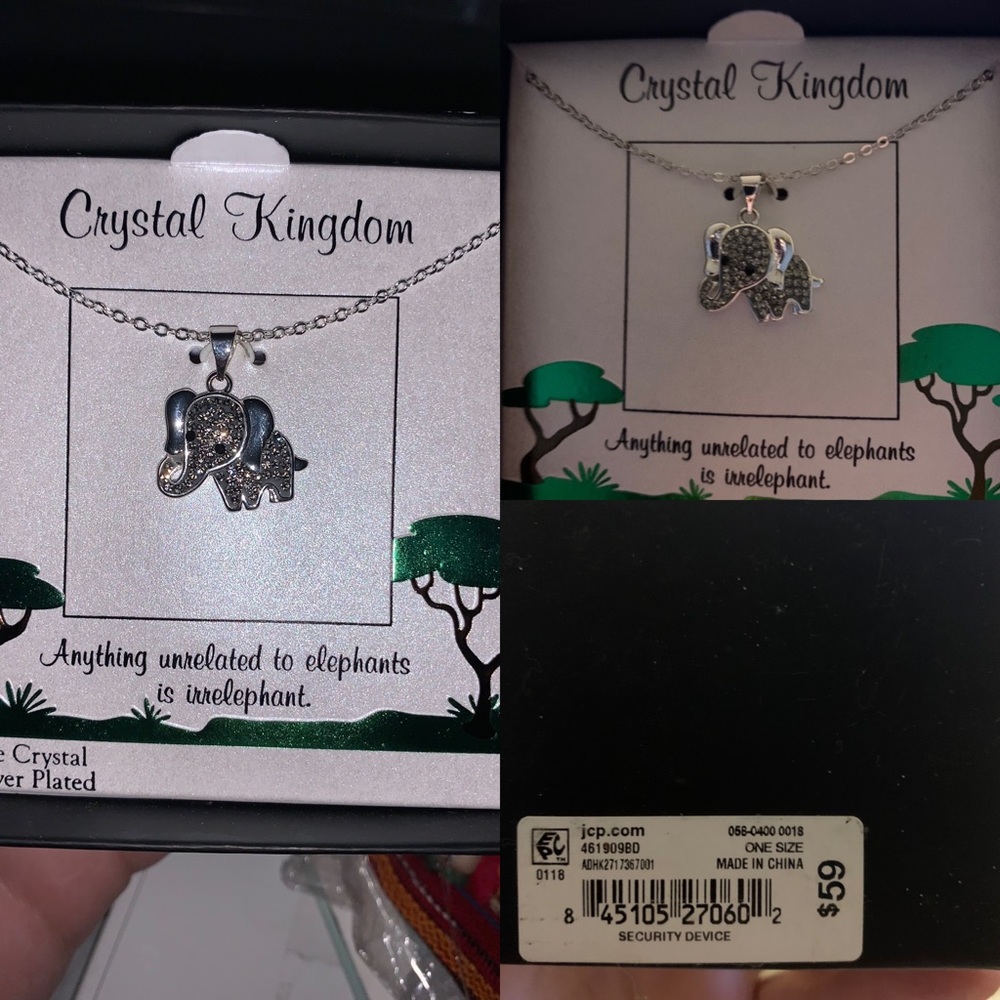 Crystal Kingdom
Anything unrelated to elephants
is irrelephant.
e Crystal
ver Plated
Crystal Kingdom
Anything unrelated to elephants
is irrelephant.
EPC™
0118
jcp.com
461909BD
ADHK2717367001
058-0400 0018
ONE SIZE
MADE IN CHINA
$59
8 45105 27060 2
SECURITY DEVICE